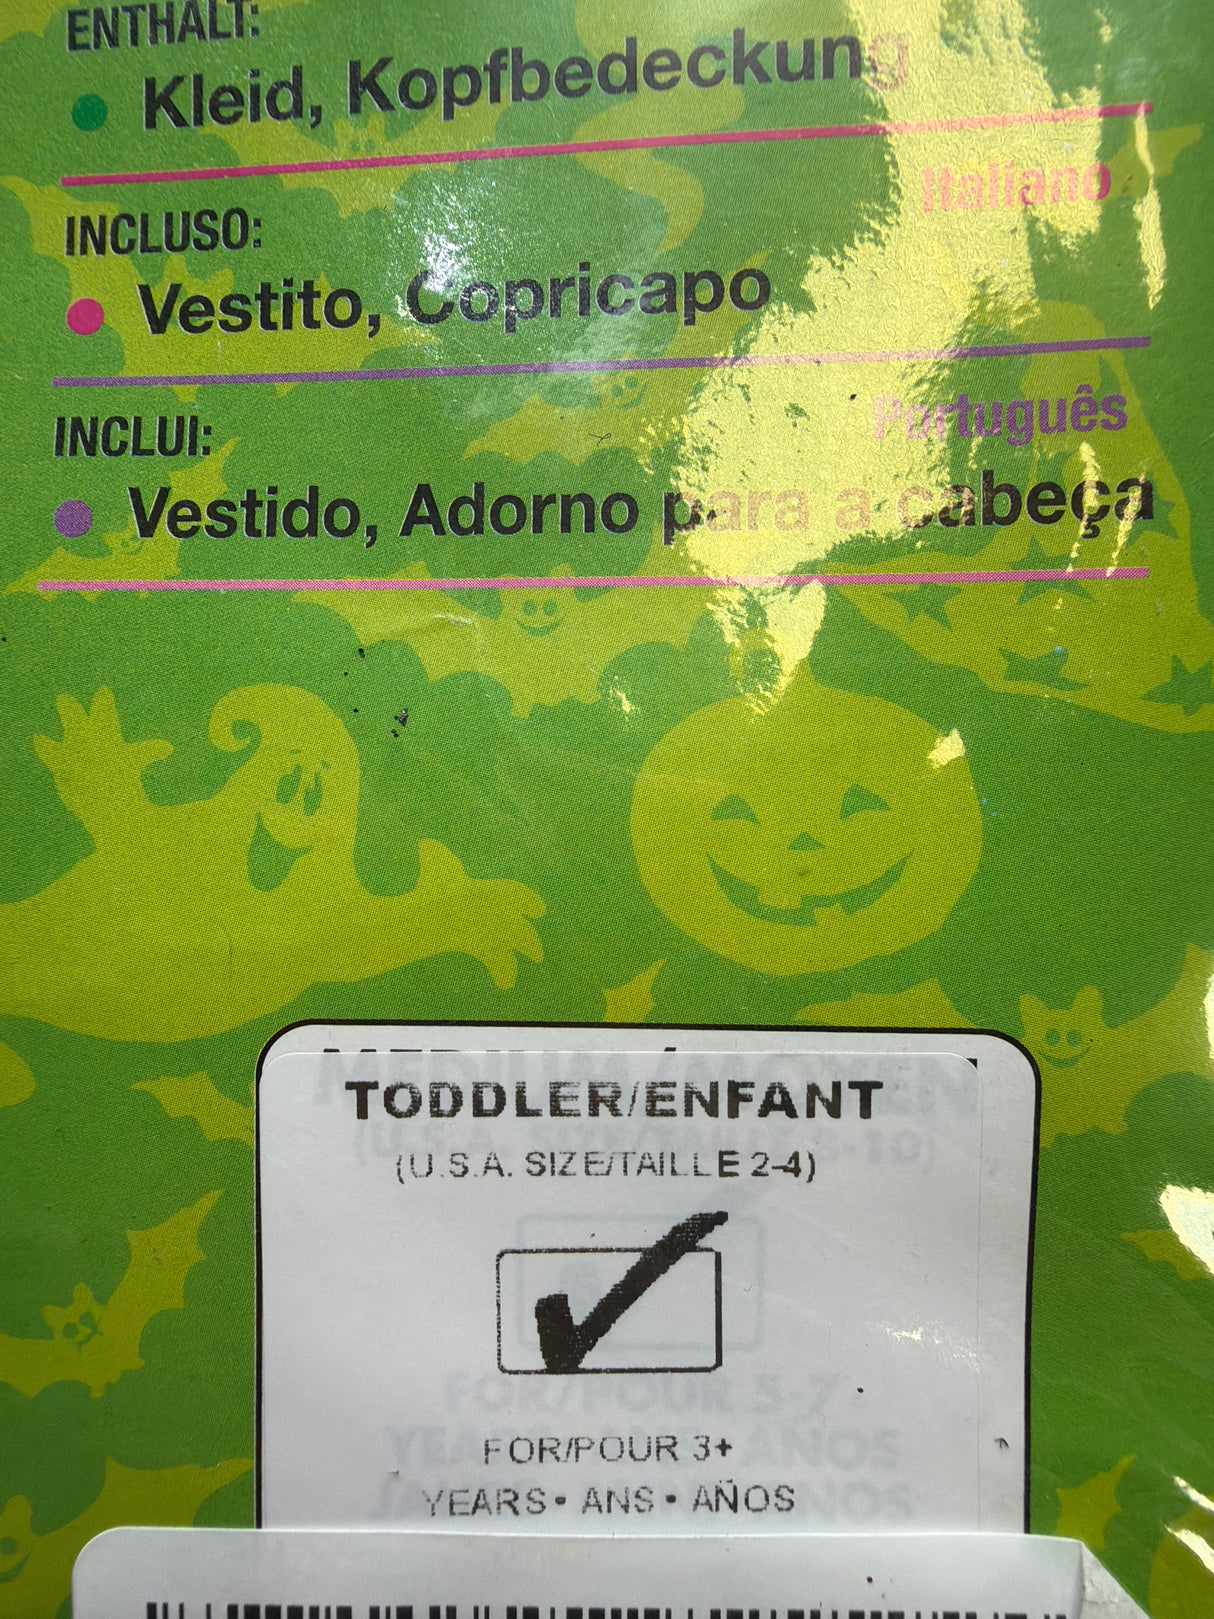 ENTHÄLT:
Kleid, Kopfbedeckung
Italiano
INCLUSO:
Vestito, Copricapo
Português
INCLUI:
Vestido, Adorno para a cabeça
TODDLER/ENFANT
(U.S.A. SIZE/TAILLE 2-4)
FOR/POUR 3+
YEARS • ANS • AÑOS